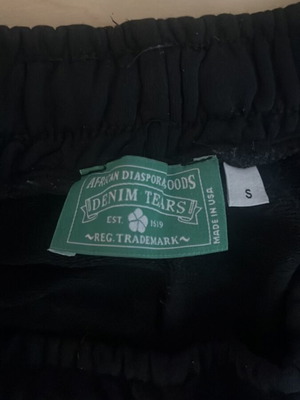 AFRICAN DIASPORA GOODS
DENIM TEARS
EST. 1619
~REG. TRADEMARK~
MADE IN USA
S